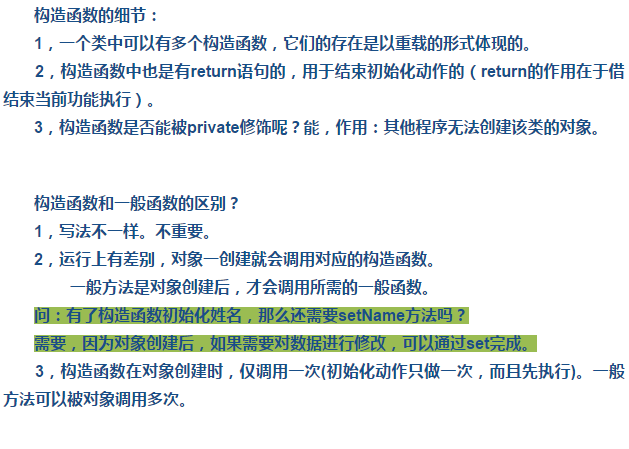 构造函数的细节：
1，一个类中可以有多个构造函数，它们的存在是以重载的形式体现的。
2，构造函数中也是有return语句的，用于结束初始化动作的（return的作用在于借
结束当前功能执行）。
3，构造函数是否能被private修饰呢？能，作用：其他程序无法创建该类的对象。
构造函数和一般函数的区别？
1，写法不一样。不重要。
2，运行上有差别，对象一创建就会调用对应的构造函数。
一般方法是对象创建后，才会调用所需的一般函数。
问：有了构造函数初始化姓名，那么还需要setName方法吗？
需要，因为对象创建后，如果需要对数据进行修改，可以通过set完成。
3，构造函数在对象创建时，仅调用一次(初始化动作只做一次，而且先执行)。一般
方法可以被对象调用多次。